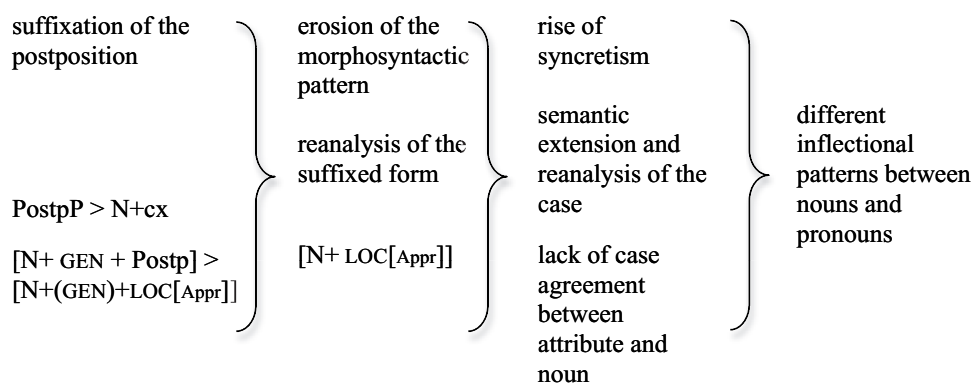 suffixation of the
postposition
PostpP > N+cx
[N+ GEN + Postp] >
[N+(GEN)+LOC[Appr]]
erosion of the
morphosyntactic
pattern
reanalysis of the
suffixed form
[N+ LOC[Appr]]
rise of
syncretism
semantic
extension and
reanalysis of the
case
lack of case
agreement
between
attribute and
noun
different
inflectional
patterns between
nouns and
pronouns